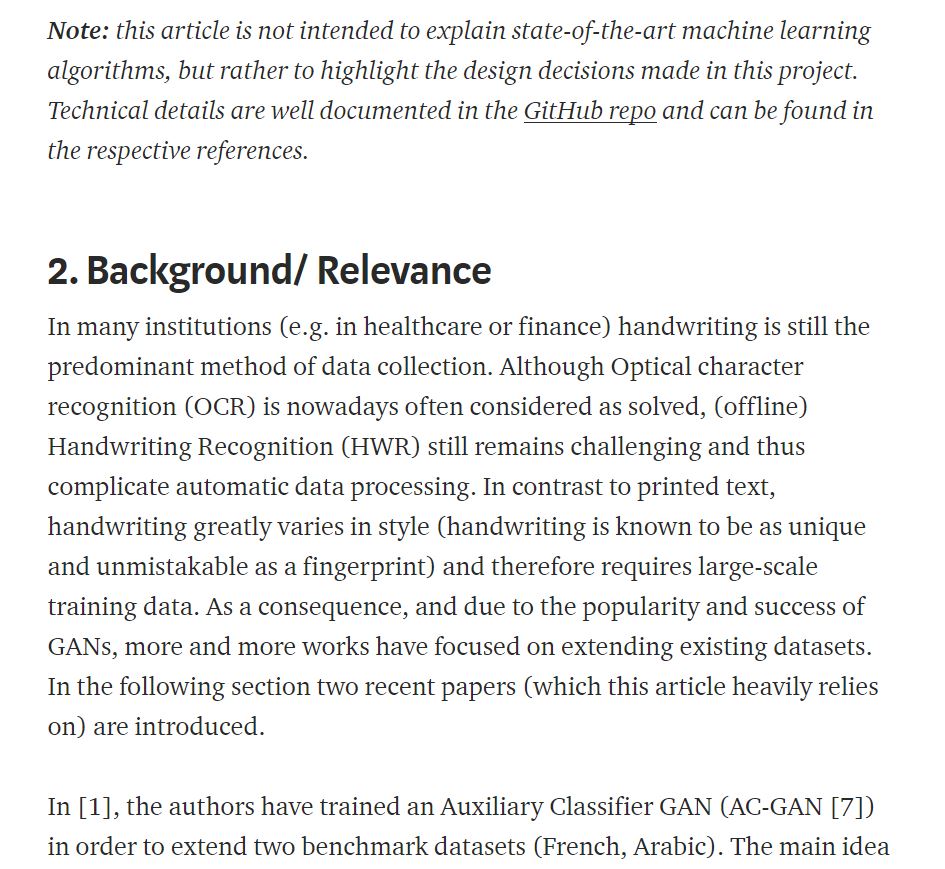 Note: this article is not intended to explain state-of-the-art machine learning
algorithms, but rather to highlight the design decisions made in this project.
Technical details are well documented in the GitHub repo and can be found in
the respective references.
2. Background/ Relevance
In many institutions (e.g. in healthcare or finance) handwriting is still the
predominant method of data collection. Although Optical character
recognition (OCR) is nowadays often considered as solved, (offline)
Handwriting Recognition (HWR) still remains challenging and thus
complicate automatic data processing. In contrast to printed text,
handwriting greatly varies in style (handwriting is known to be as unique
and unmistakable as a fingerprint) and therefore requires large-scale
training data. As a consequence, and due to the popularity and success of
GANs, more and more works have focused on extending existing datasets.
In the following section two recent papers (which this article heavily relies
on) are introduced.
In [1], the authors have trained an Auxiliary Classifier GAN (AC-GAN [7])
in order to extend two benchmark datasets (French, Arabic). The main idea